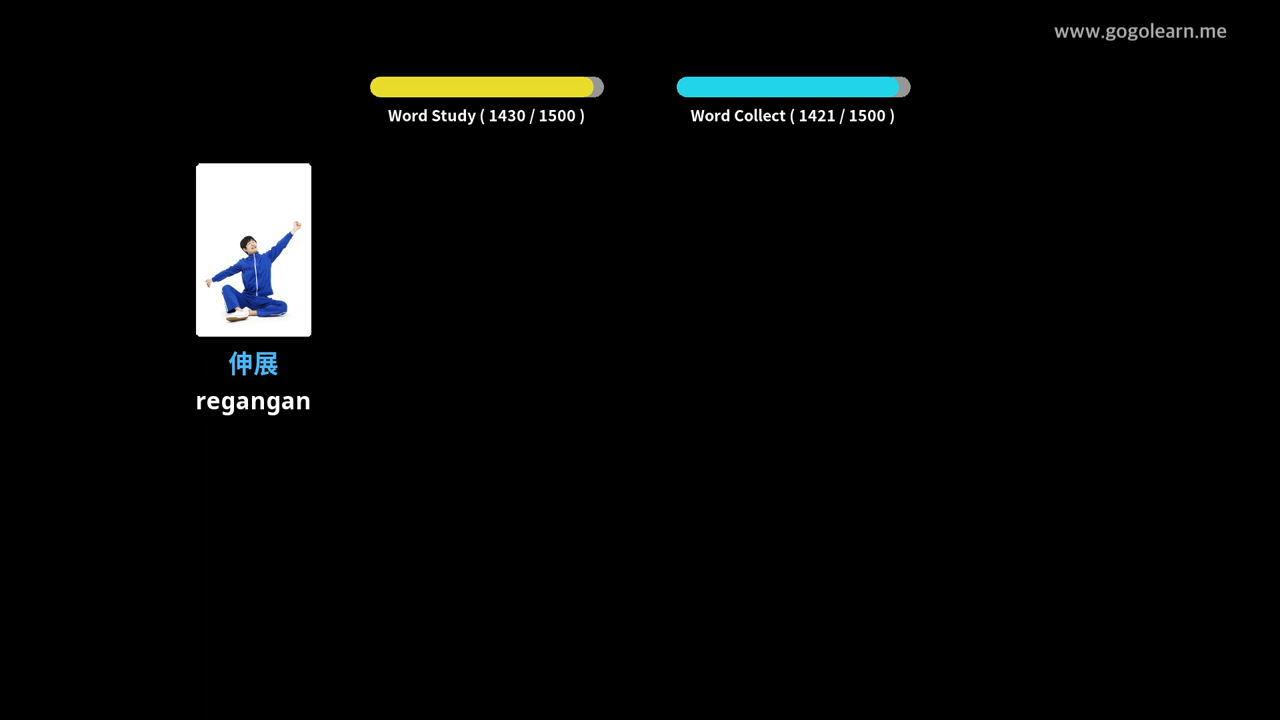 www.gogolearn.me
Word Study ( 1430 / 1500 )
Word Collect ( 1421 / 1500 )
伸展
regangan